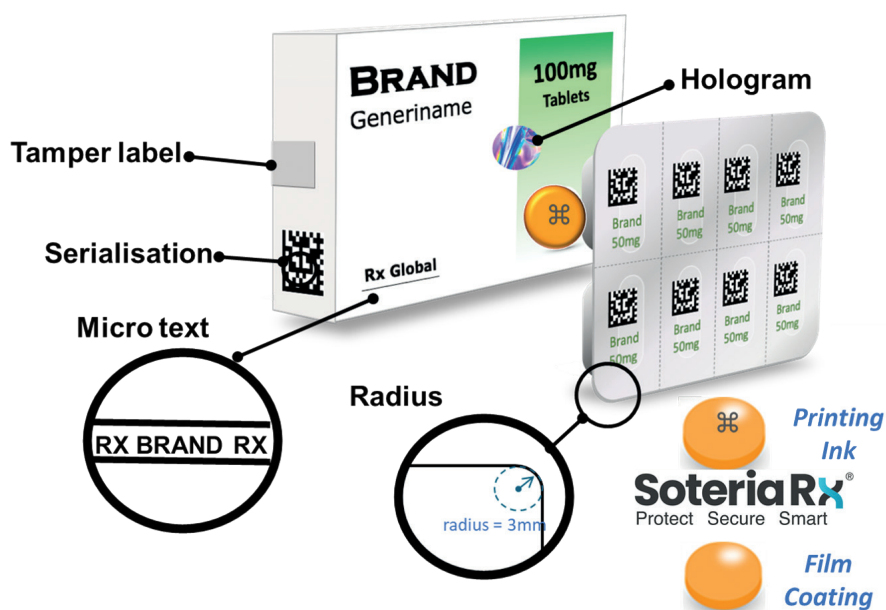 BRAND
Generiname
100mg
Tablets
Hologram
Tamper label
Serialisation
Rx Global
Micro text
RX BRAND RX
Radius
radius = 3mm
Brand
50mg
Brand
50mg
Brand
50mg
Brand
50mg
Brand
50mg
Brand
50mg
Brand
50mg
Brand
50mg
⌘
⌘
Printing
Ink
SoteriaRx®
Protect Secure Smart
Film
Coating